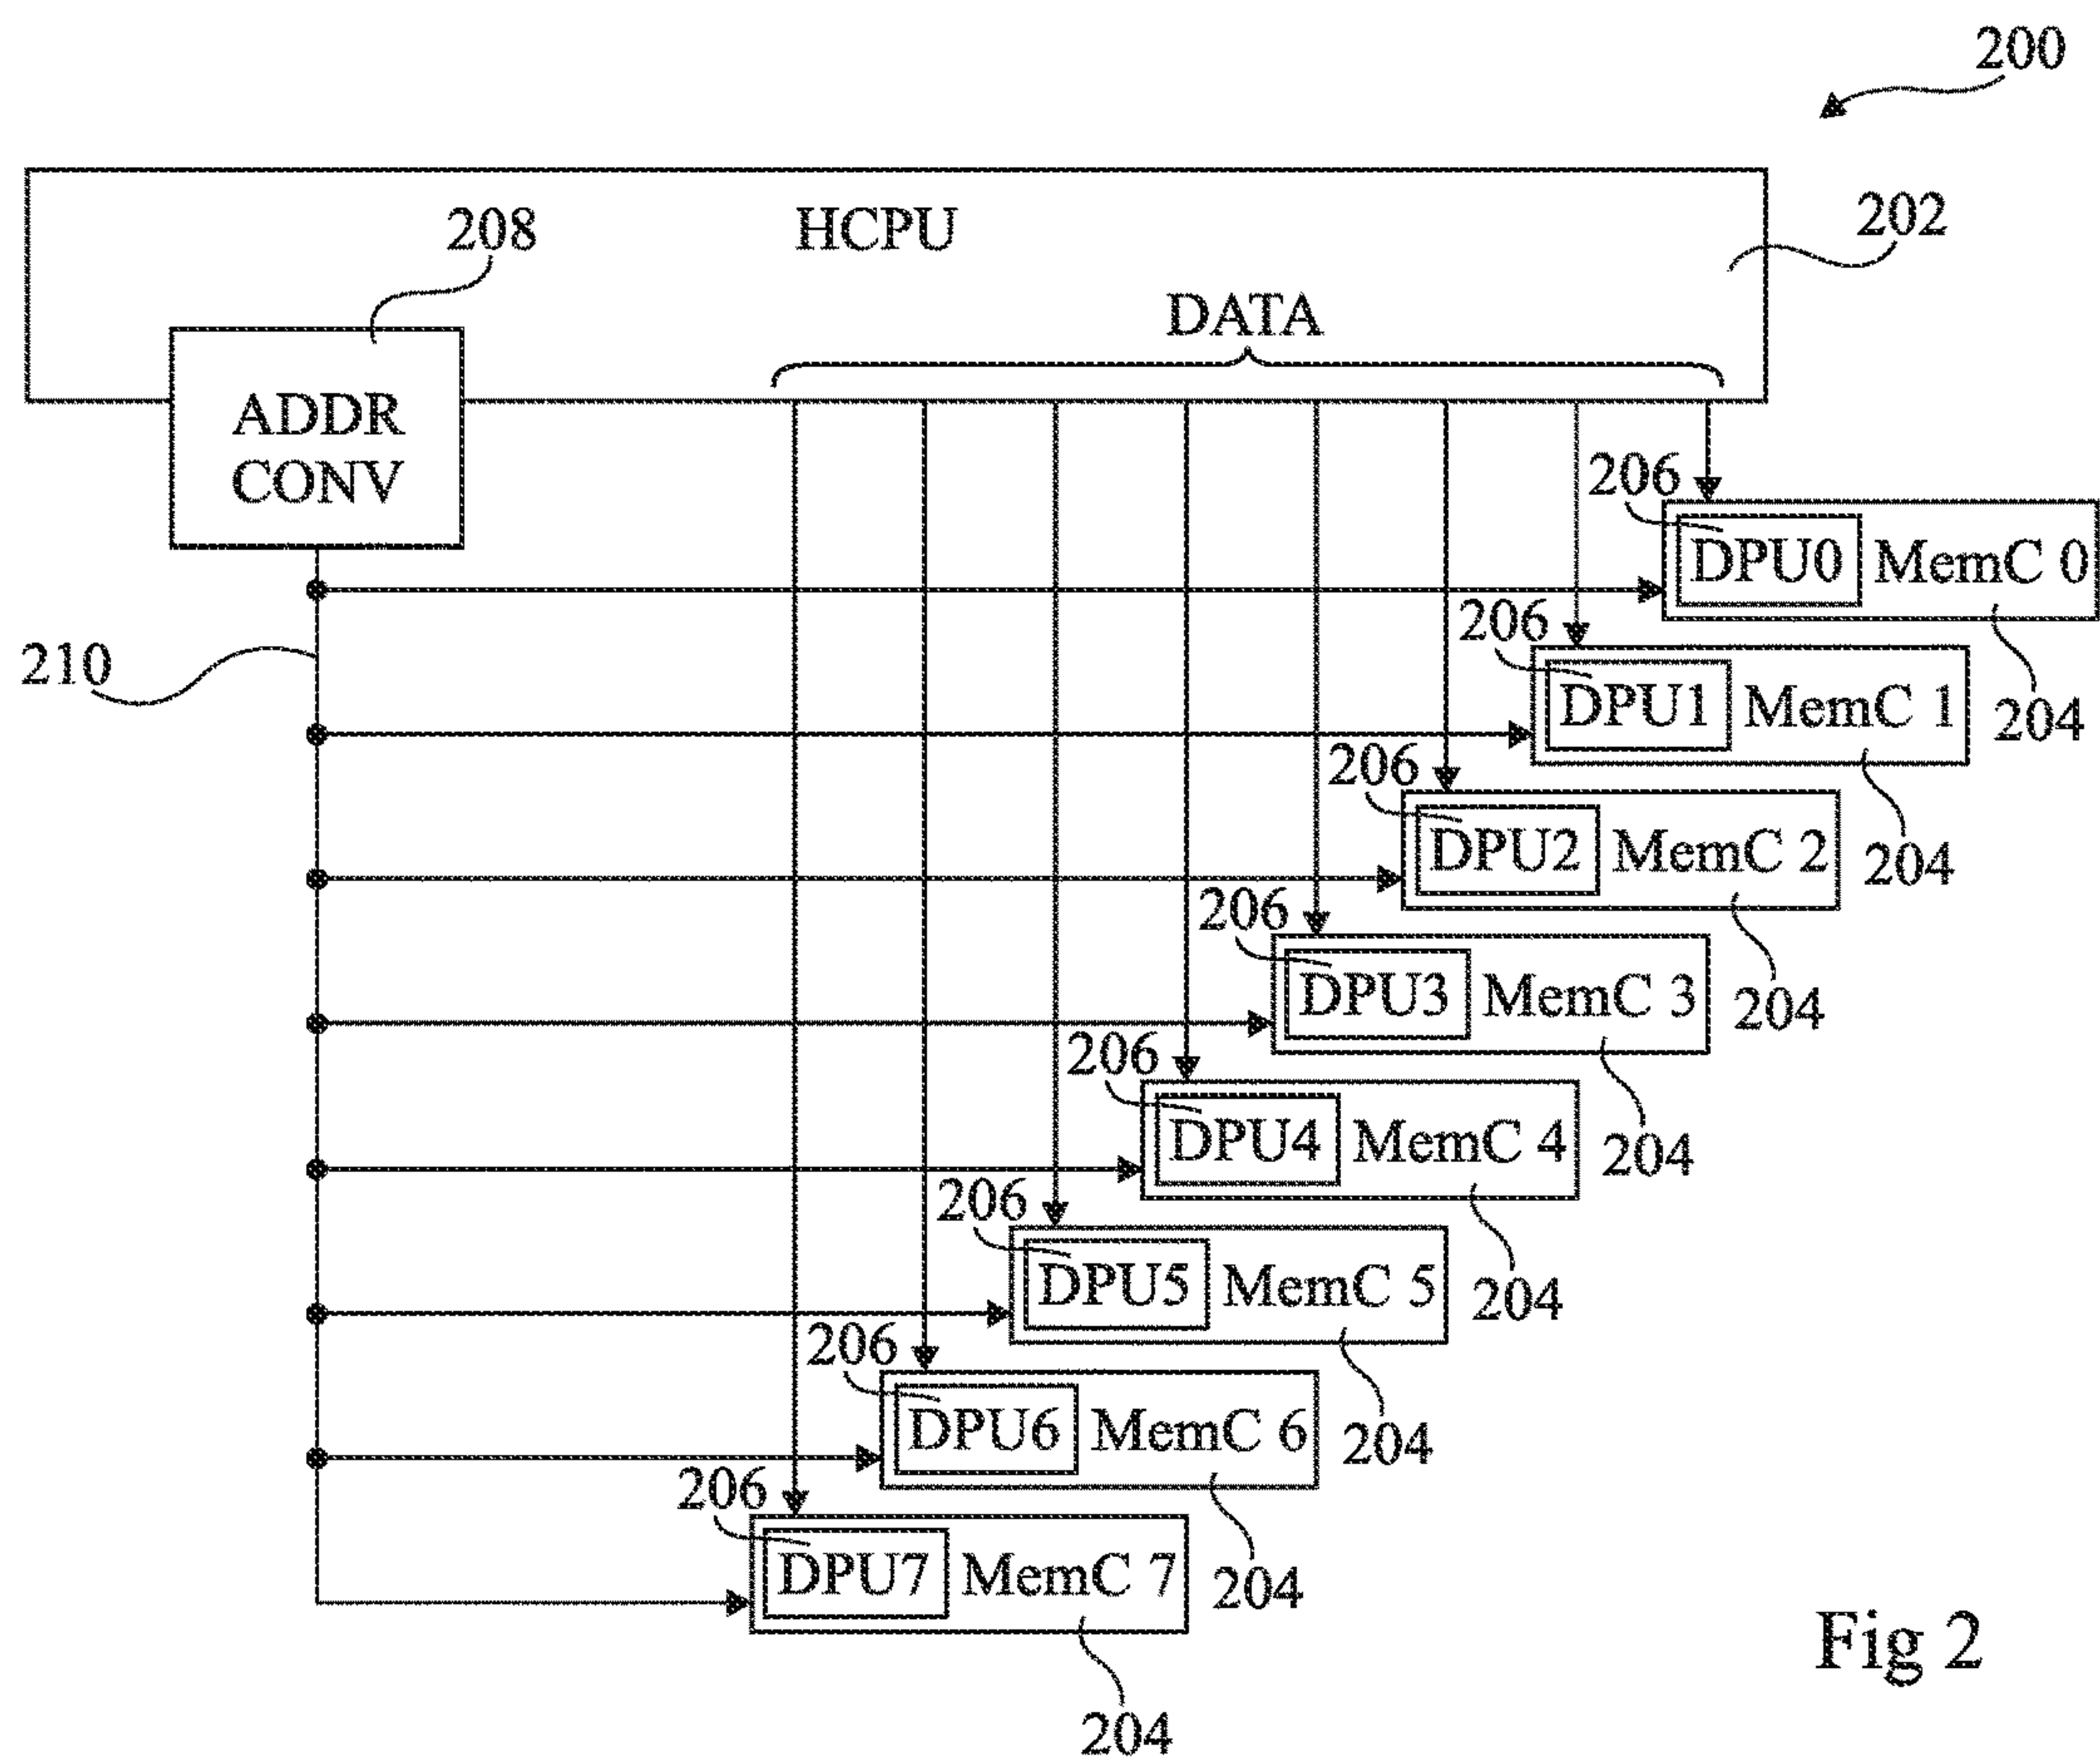 200
HCPU
208
202
DATA
ADDR
CONV
206
DPU0 MemC 0
210
206
DPU1 MemC 1
204
206
DPU2 MemC 2
204
206
DPU3 MemC 3
204
206
DPU4 MemC 4
204
206
DPU5 MemC 5
204
206
DPU6 MemC 6
204
206
DPU7 MemC 7
204
204
Fig 2